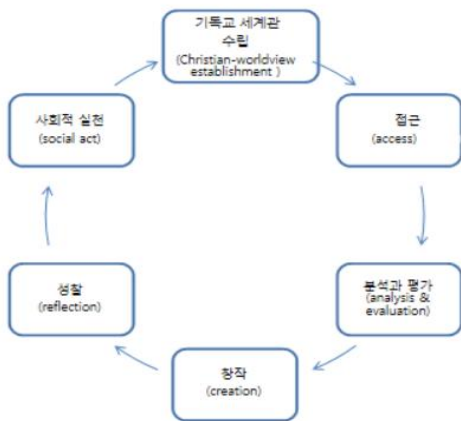 기독교 세계관
수립
(Christian-worldview
establishment )
접근
(access)
분석과 평가
(analysis &
evaluation)
창작
(creation)
성찰
(reflection)
사회적 실천
(social act)